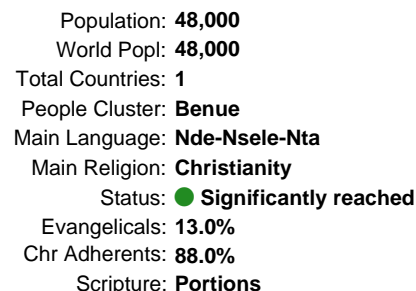 Population: 48,000
World Popl: 48,000
Total Countries: 1
People Cluster: Benue
Main Language: Nde-Nsele-Nta
Main Religion: Christianity
Status: Significantly reached
Evangelicals: 13.0%
Chr Adherents: 88.0%
Scripture: Portions